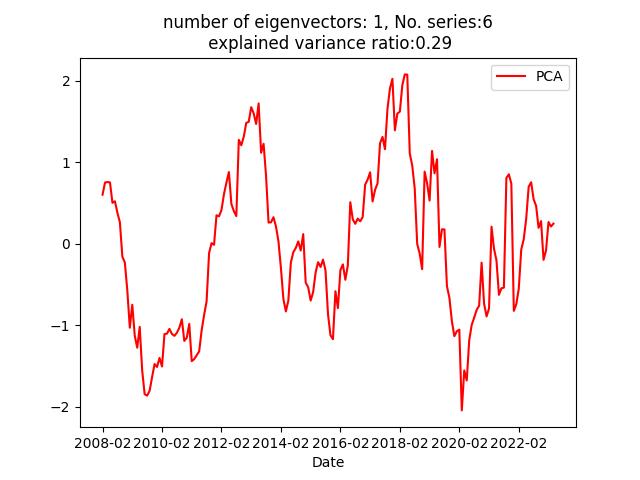 number of eigenvectors: 1, No. series:6
explained variance ratio:0.29
PCA
2
1
0
−1
−2
2008-02 2010-02 2012-02 2014-02 2016-02 2018-02 2020-02 2022-02
Date